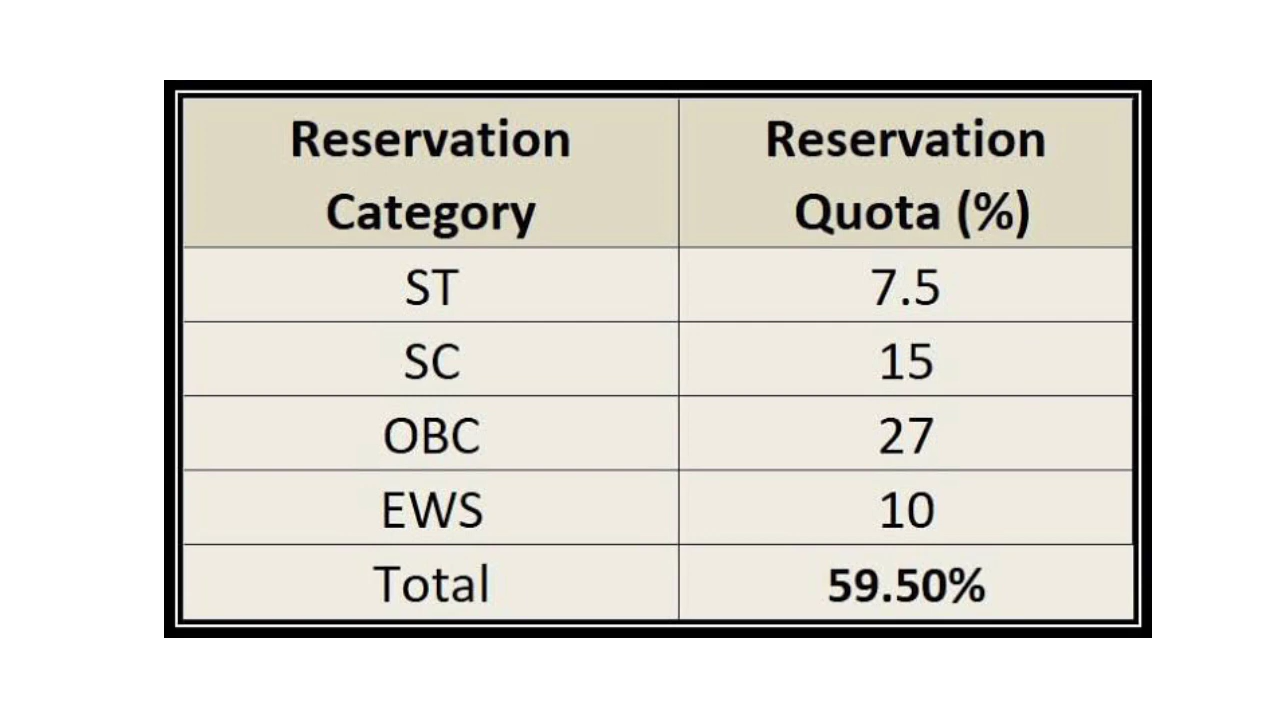 Reservation Category Reservation Quota (%)
ST 7.5
SC 15
OBC 27
EWS 10
Total 59.50%